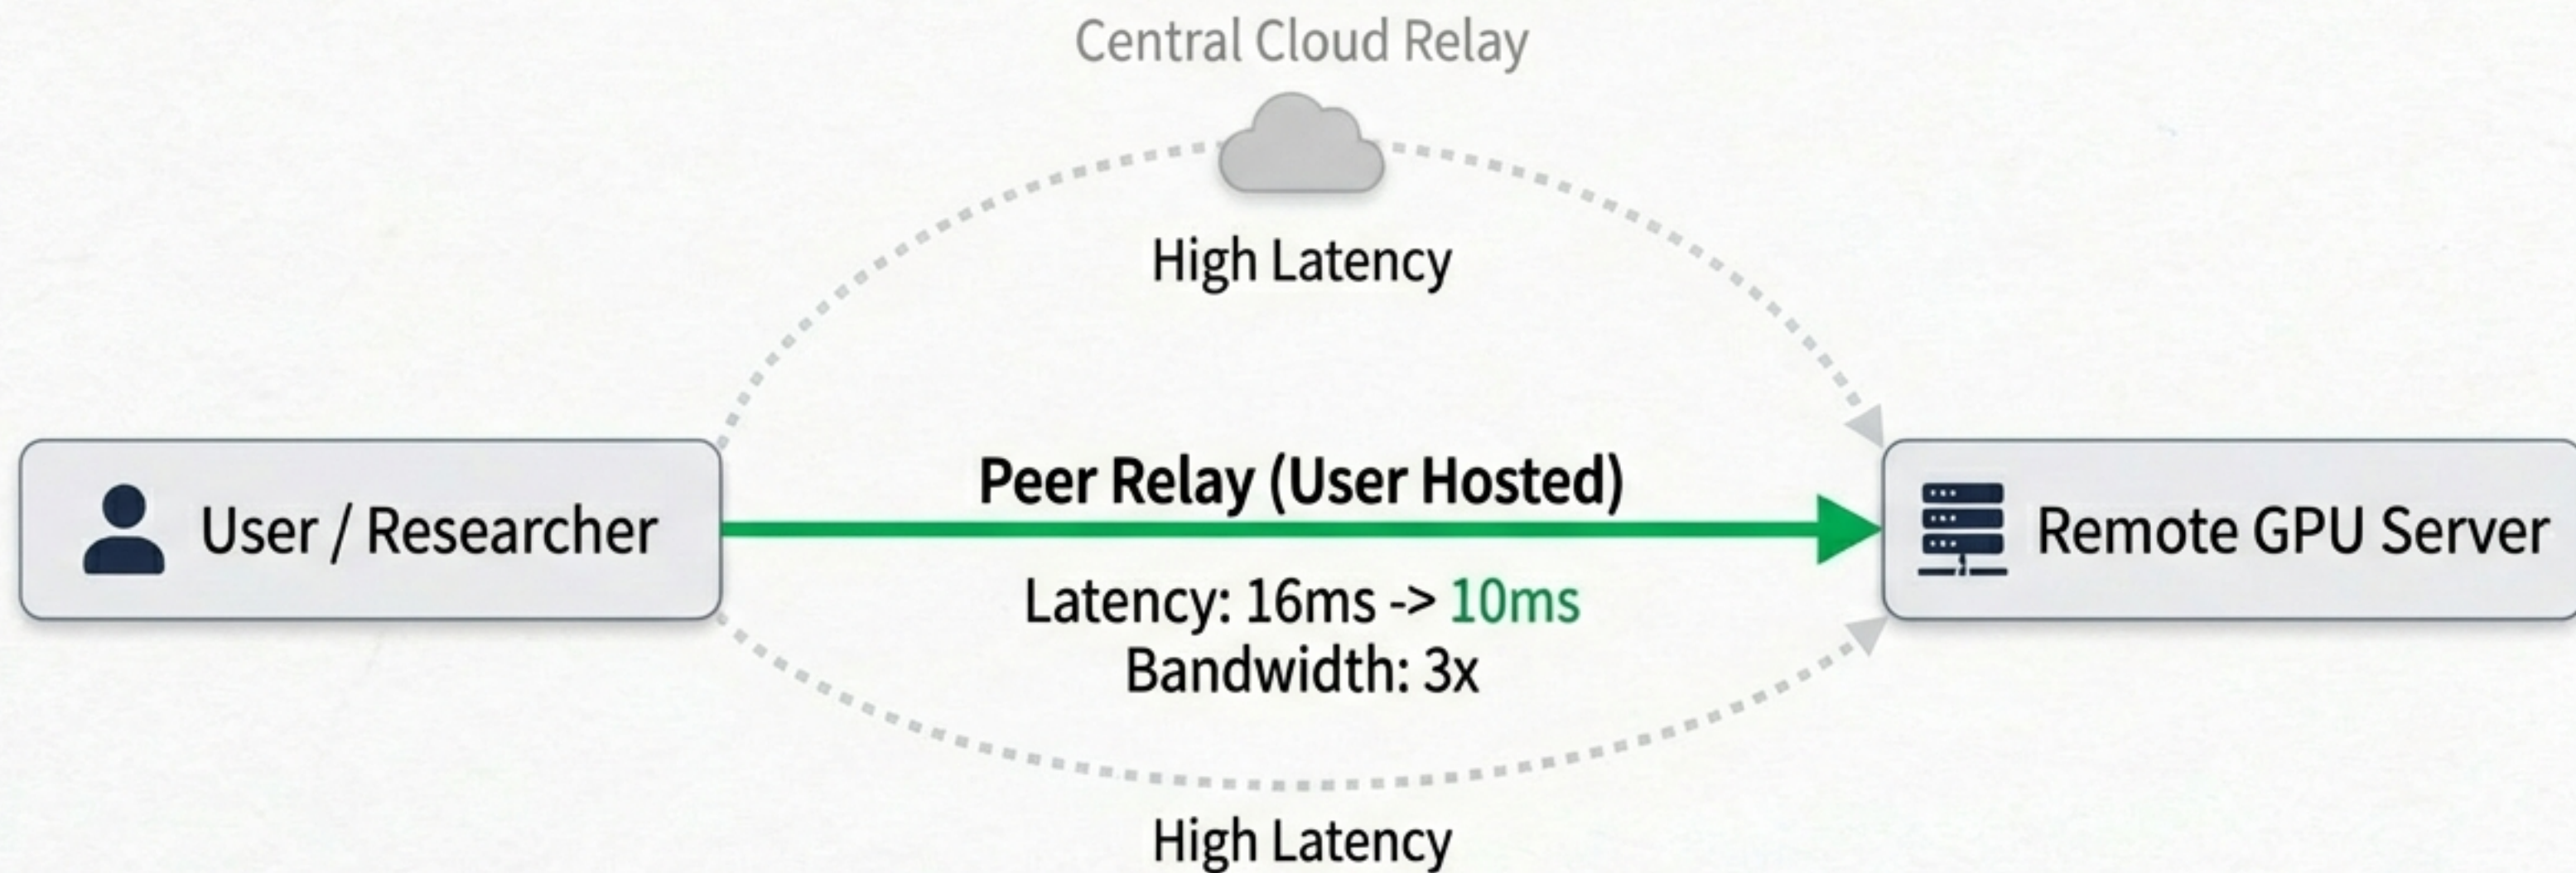 Central Cloud Relay
High Latency
Peer Relay (User Hosted)
User / Researcher
Remote GPU Server
Latency: 16ms -> 10ms
Bandwidth: 3x
High Latency